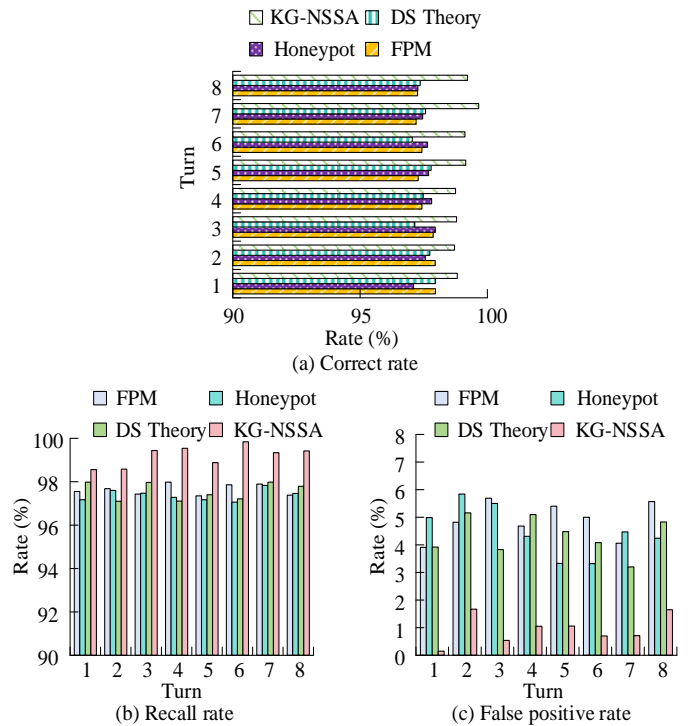 KG-NSSA DS Theory
Honeypot FPM
8
7
6
5
4
3
2
1
Turn
90 95 100
Rate (%)
(a) Correct rate
FPM Honeypot
DS Theory KG-NSSA
100
98
96
94
92
90
Rate (%)
1 2 3 4 5 6 7 8
Turn
(b) Recall rate
FPM Honeypot
DS Theory KG-NSSA
8
7
6
5
4
3
2
1
0
Rate (%)
1 2 3 4 5 6 7 8
Turn
(c) False positive rate